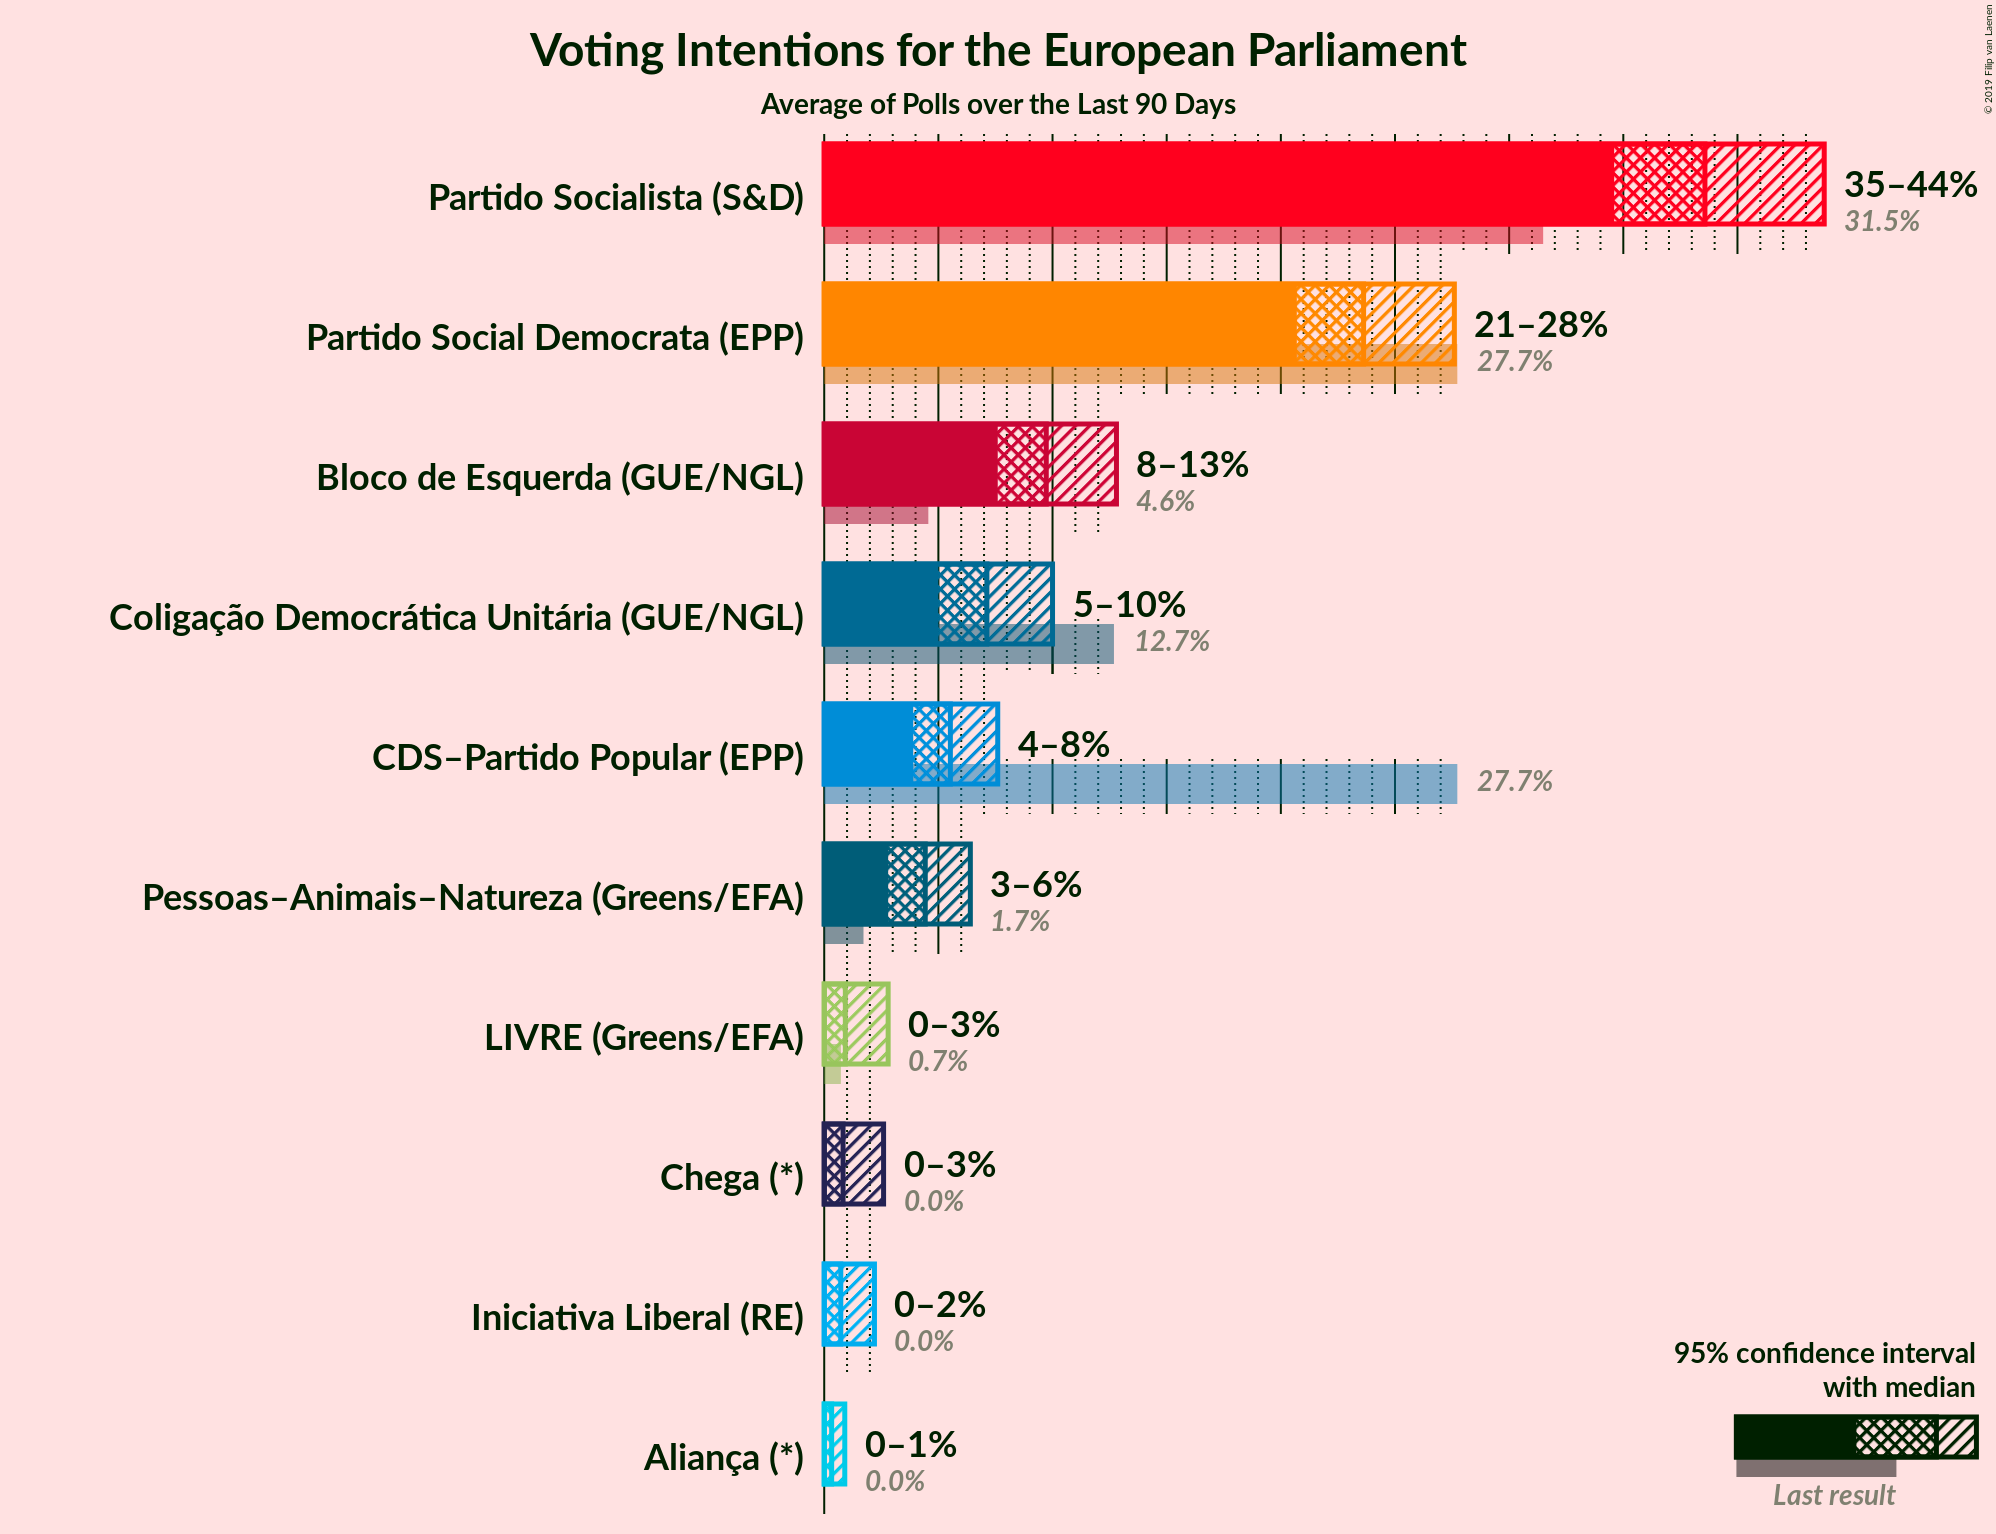 © 2019 Filip van Laenen
Voting Intentions for the European Parliament
Average of Polls over the Last 90 Days
Partido Socialista (S&D)
35–44%
31.5%
Partido Social Democrata (EPP)
21–28%
27.7%
Bloco de Esquerda (GUE/NGL)
8–13%
4.6%
Coligação Democrática Unitária (GUE/NGL)
5–10%
12.7%
CDS–Partido Popular (EPP)
4–8%
27.7%
Pessoas–Animais–Natureza (Greens/EFA)
3–6%
1.7%
LIVRE (Greens/EFA)
0–3%
0.7%
Chega (*)
0–3%
0.0%
Iniciativa Liberal (RE)
0–2%
0.0%
Aliança (*)
0–1%
0.0%
95% confidence interval
with median
Last result